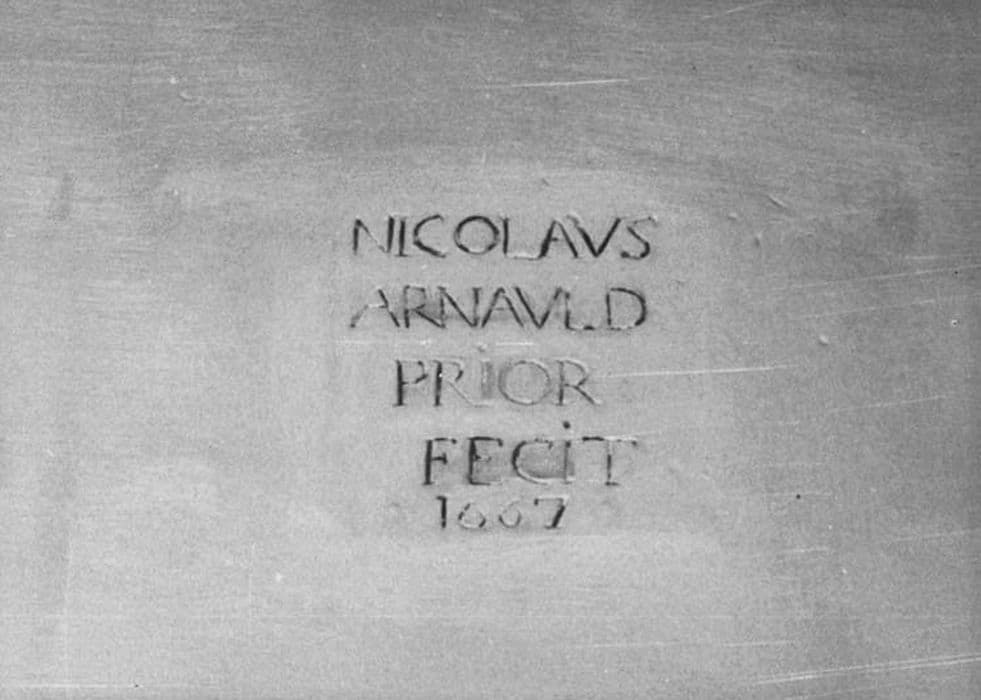 NICOLAVS
ARNAVLD
PRiOR
FECiT
1667